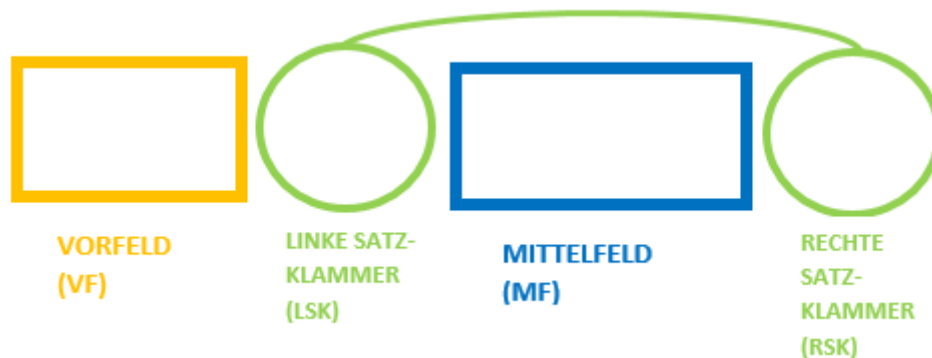 VORFELD
(VF)
LINKE SATZ-
KLAMMER
(LSK)
MITTELFELD
(MF)
RECHTE
SATZ-
KLAMMER
(RSK)